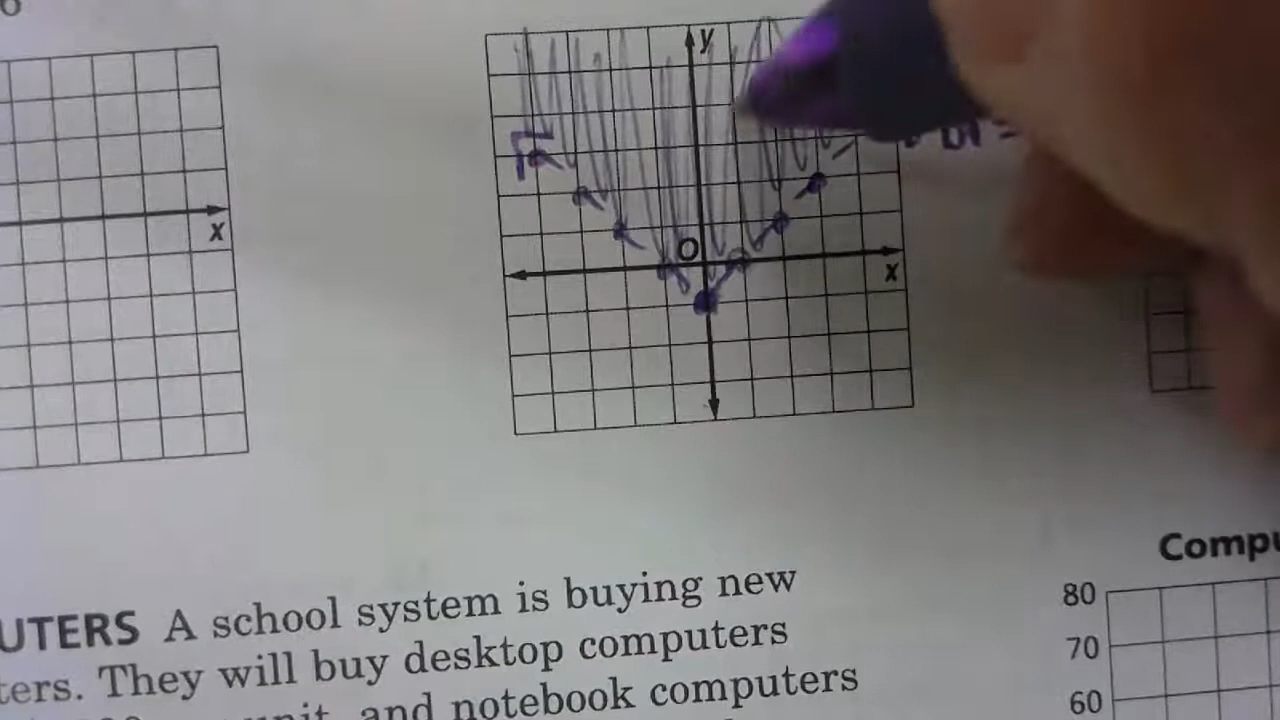 y
O
x
x
Compu
UTERS A school system is buying new
ters. They will buy desktop computers
unit, and notebook computers
80
70
60